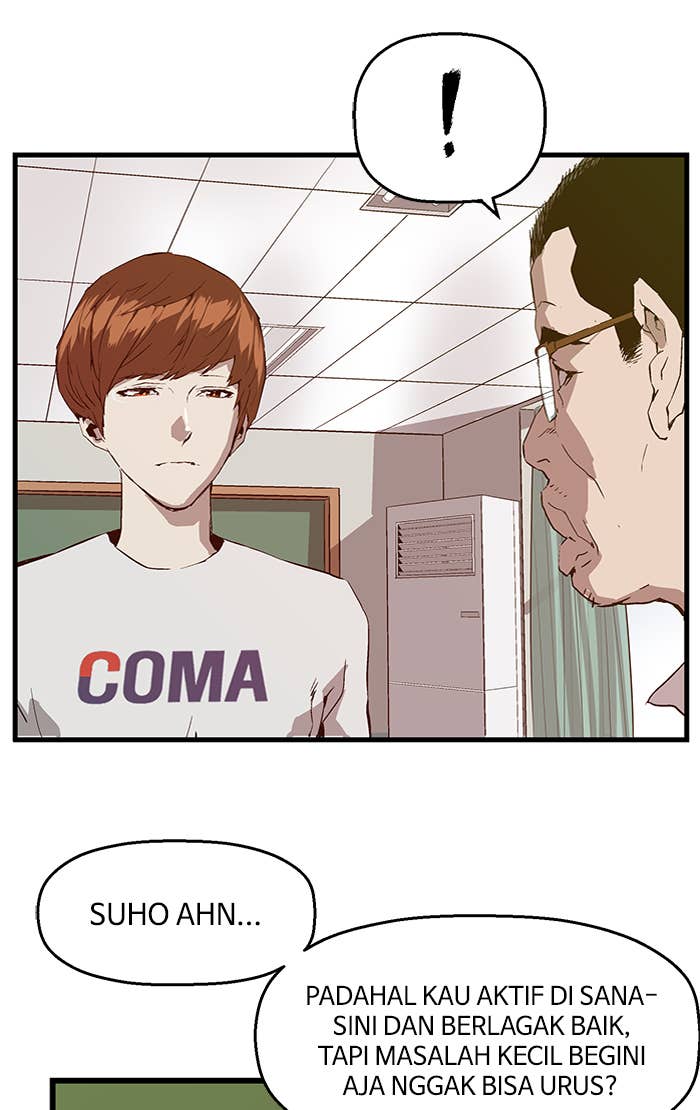 !
COMA
SUHO AHN...
PADAHAL KAU AKTIF DI SANA-
SINI DAN BERLAGAK BAIK,
TAPI MASALAH KECIL BEGINI
AJA NGGAK BISA URUS?